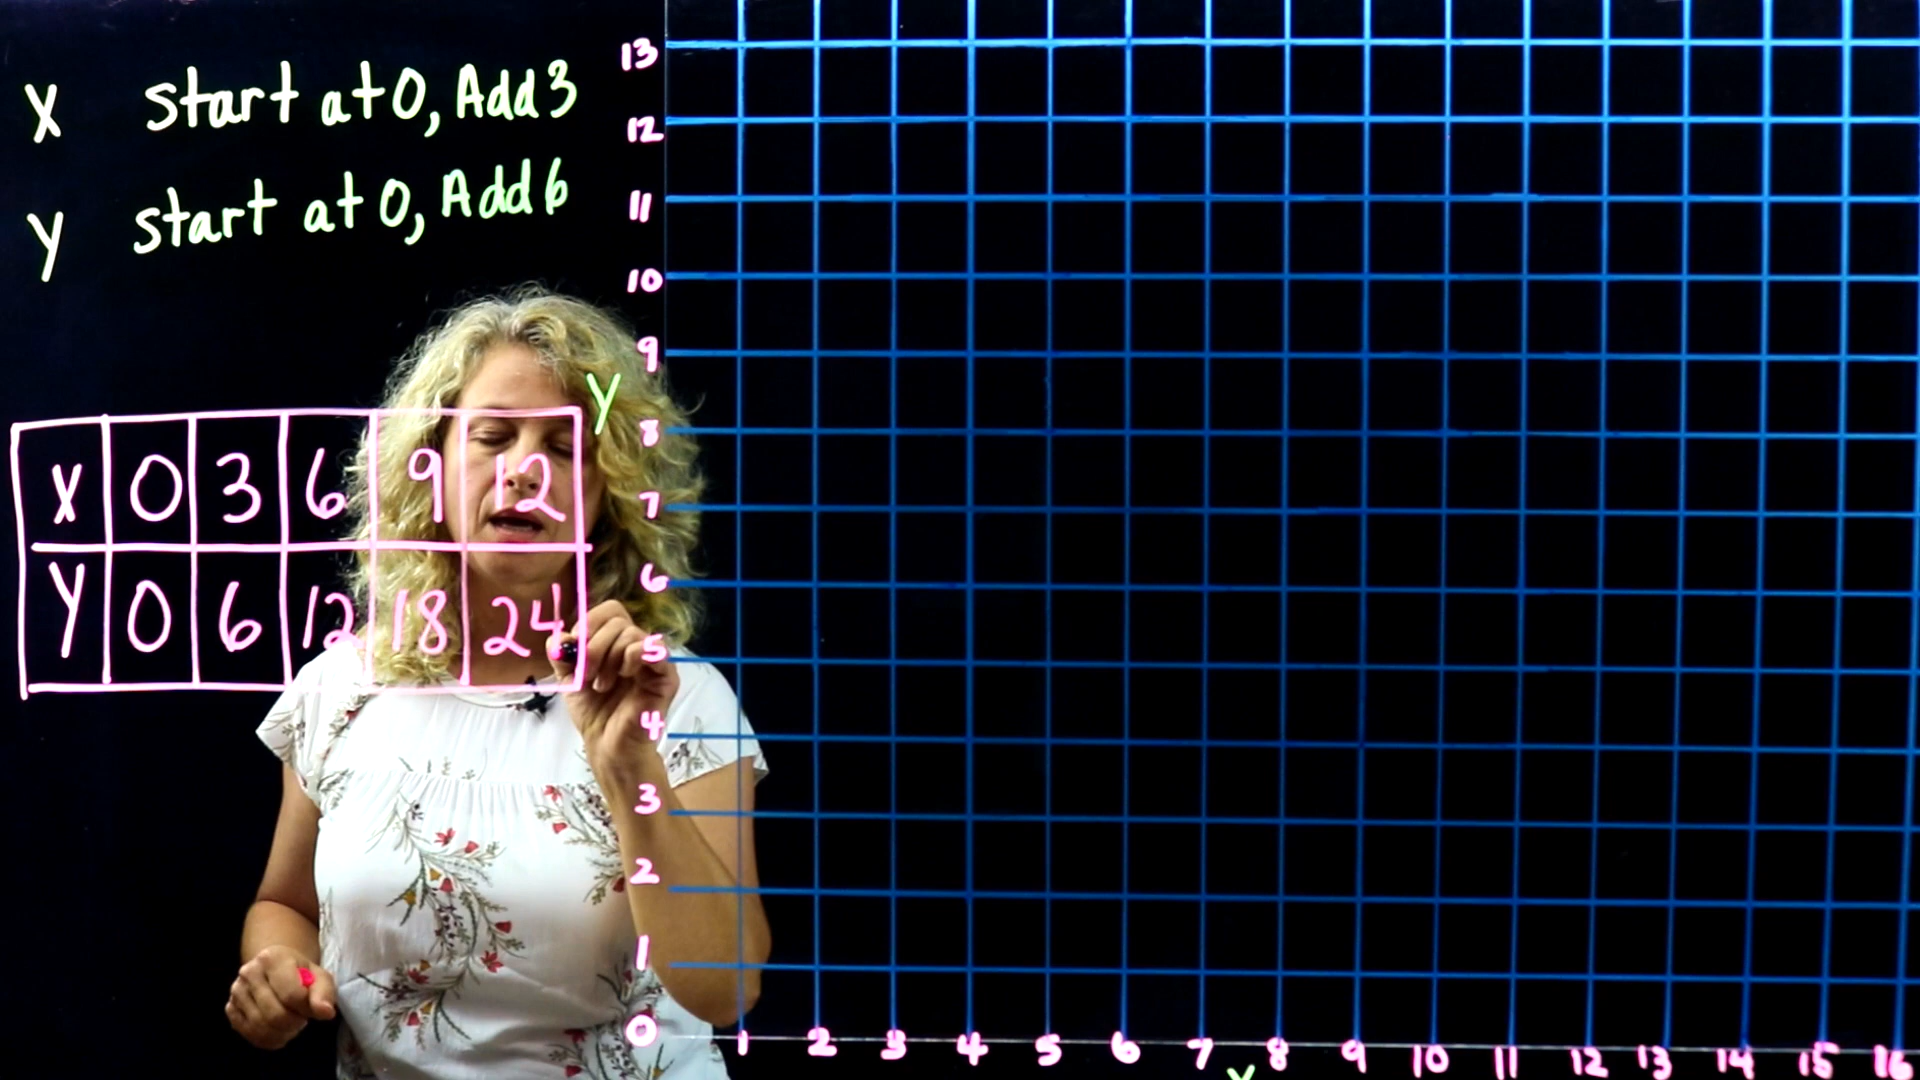 X start at 0, Add 3
y start at 0, Add 6
X 0 3 6 9 12
y 0 6 12 18 24
y
13
12
11
10
9
8
7
6
5
4
3
2
1
0
1 2 3 4 5 6 7 8 9 10 11 12 13 14 15 16